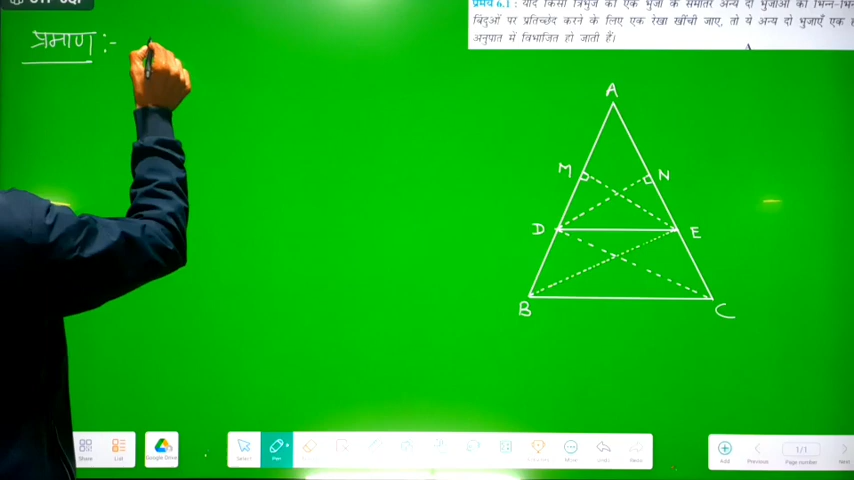 प्रमाण :-
प्रमेय 6.1 : यदि किसी त्रिभुज की एक भुजा के समांतर अन्य दो भुजाओं को भिन्न-भिन्न
बिंदुओं पर प्रतिच्छेद करने के लिए एक रेखा खींची जाए, तो ये अन्य दो भुजाएँ एक ही
अनुपात में विभाजित हो जाती हैं।
A
M N
D E
B C
Share List Google Drive Select Pen More Undo Redo Add Previous 1/1 Page number Next